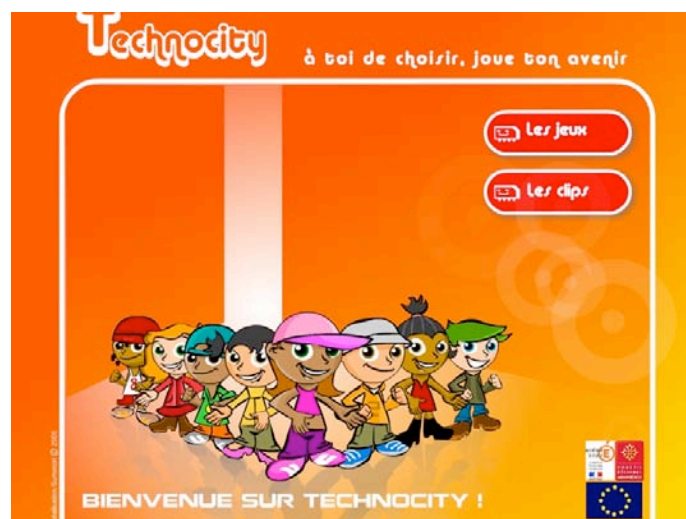 Technocity
à toi de choisir, joue ton avenir
Les jeux
Les clips
BIENVENUE SUR TECHNOCITY !